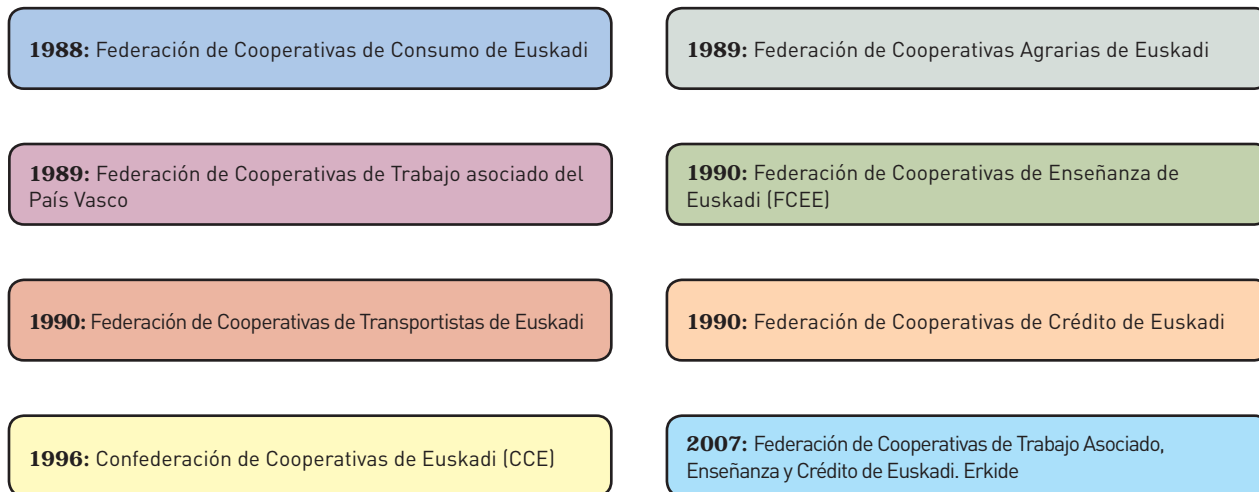 1988: Federación de Cooperativas de Consumo de Euskadi
1989: Federación de Cooperativas Agrarias de Euskadi
1989: Federación de Cooperativas de Trabajo asociado del
País Vasco
1990: Federación de Cooperativas de Enseñanza de
Euskadi (FCEE)
1990: Federación de Cooperativas de Transportistas de Euskadi
1990: Federación de Cooperativas de Crédito de Euskadi
1996: Confederación de Cooperativas de Euskadi (CCE)
2007: Federación de Cooperativas de Trabajo Asociado,
Enseñanza y Crédito de Euskadi. Erkide